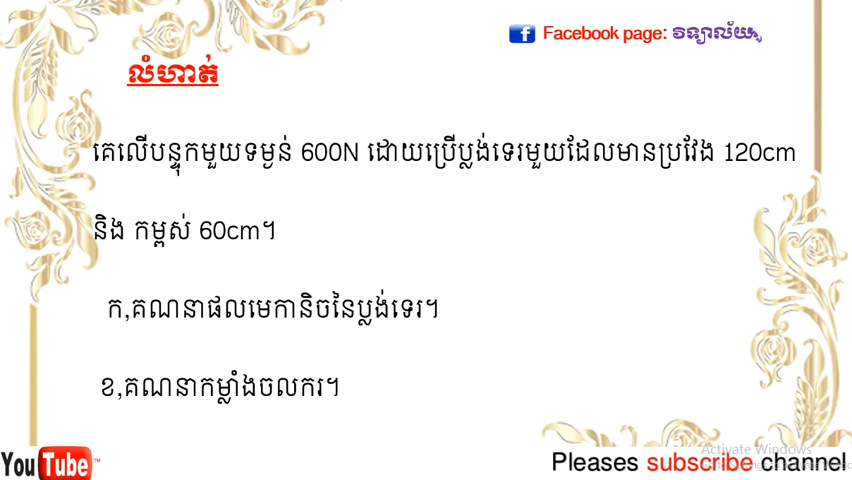 Facebook page: វិទ្យាល័យ
លំហាត់
គេលើបន្ទុកមួយទម្ងន់ 600N ដោយប្រើប្លង់ទេរមួយដែលមានប្រវែង 120cm
និង កម្ពស់ 60cm។
ក,គណនាផលមេកានិចនៃប្លង់ទេរ។
ខ,គណនាកម្លាំងចលករ។
Activate Windows
YouTube
Pleases subscribe channel